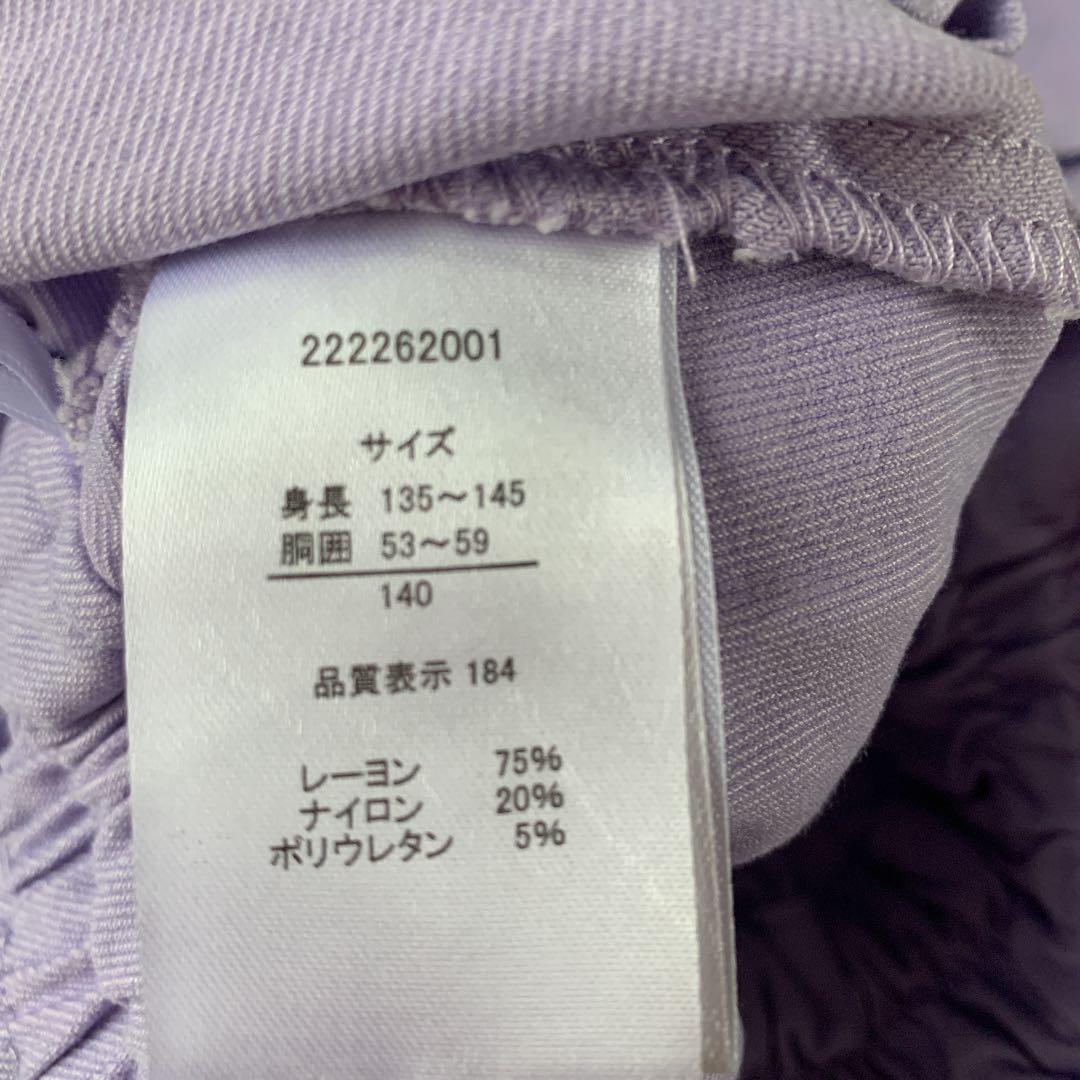 222262001
サイズ
身長 135〜145
胴囲 53〜59
140
品質表示 184
レーヨン 75%
ナイロン 20%
ポリウレタン 5%